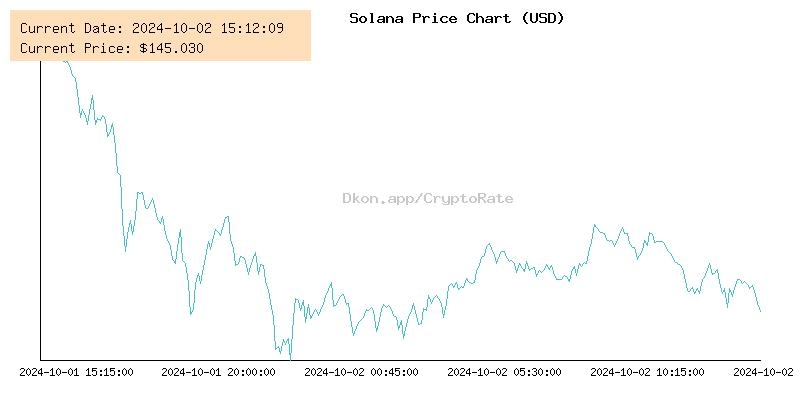 Solana Price Chart (USD)
Current Date: 2024-10-02 15:12:09
Current Price: $145.030
Dkon.app/CryptoRate
2024-10-01 15:15:00
2024-10-01 20:00:00
2024-10-02 00:45:00
2024-10-02 05:30:00
2024-10-02 10:15:00
2024-10-02